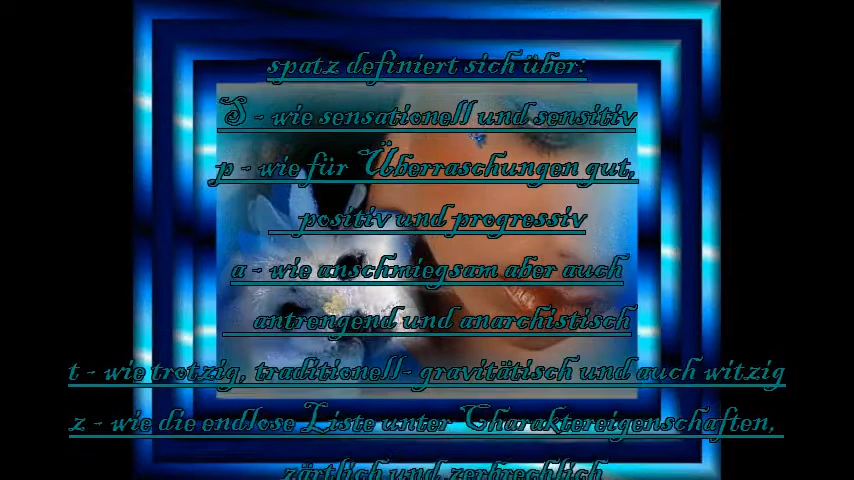 spatz definiert sich über:
S - wie sensationell und sensitiv
p - wie für Überraschungen gut,
positiv und progressiv
a - wie anschmiegsam aber auch
antrengend und anarchistisch
t - wie trotzig, traditionell- gravitätisch und auch witzig
z - wie die endlose Liste unter Charaktereigenschaften,
zärtlich und zerbrechlich